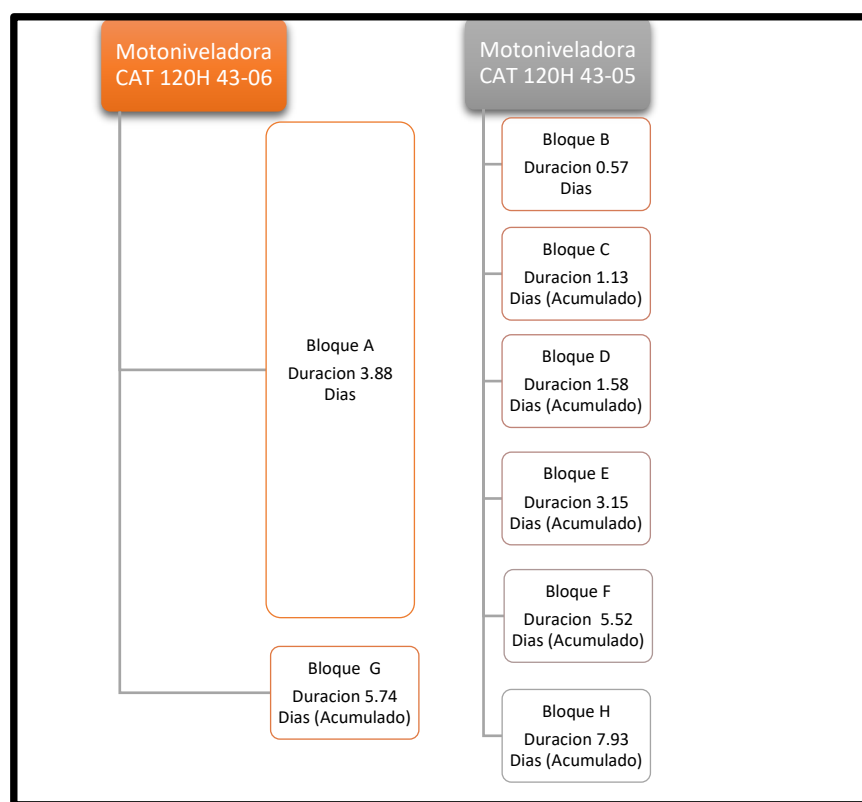 Motoniveladora
CAT 120H 43-06
Bloque A
Duracion 3.88
Dias
Bloque  G
Duracion 5.74
Dias (Acumulado)
Motoniveladora
CAT 120H 43-05
Bloque B
Duracion 0.57
Dias
Bloque C
Duracion 1.13
Dias (Acumulado)
Bloque D
Duracion 1.58
Dias (Acumulado)
Bloque E
Duracion 3.15
Dias (Acumulado)
Bloque F
Duracion  5.52
Dias (Acumulado)
Bloque H
Duracion 7.93
Dias (Acumulado)